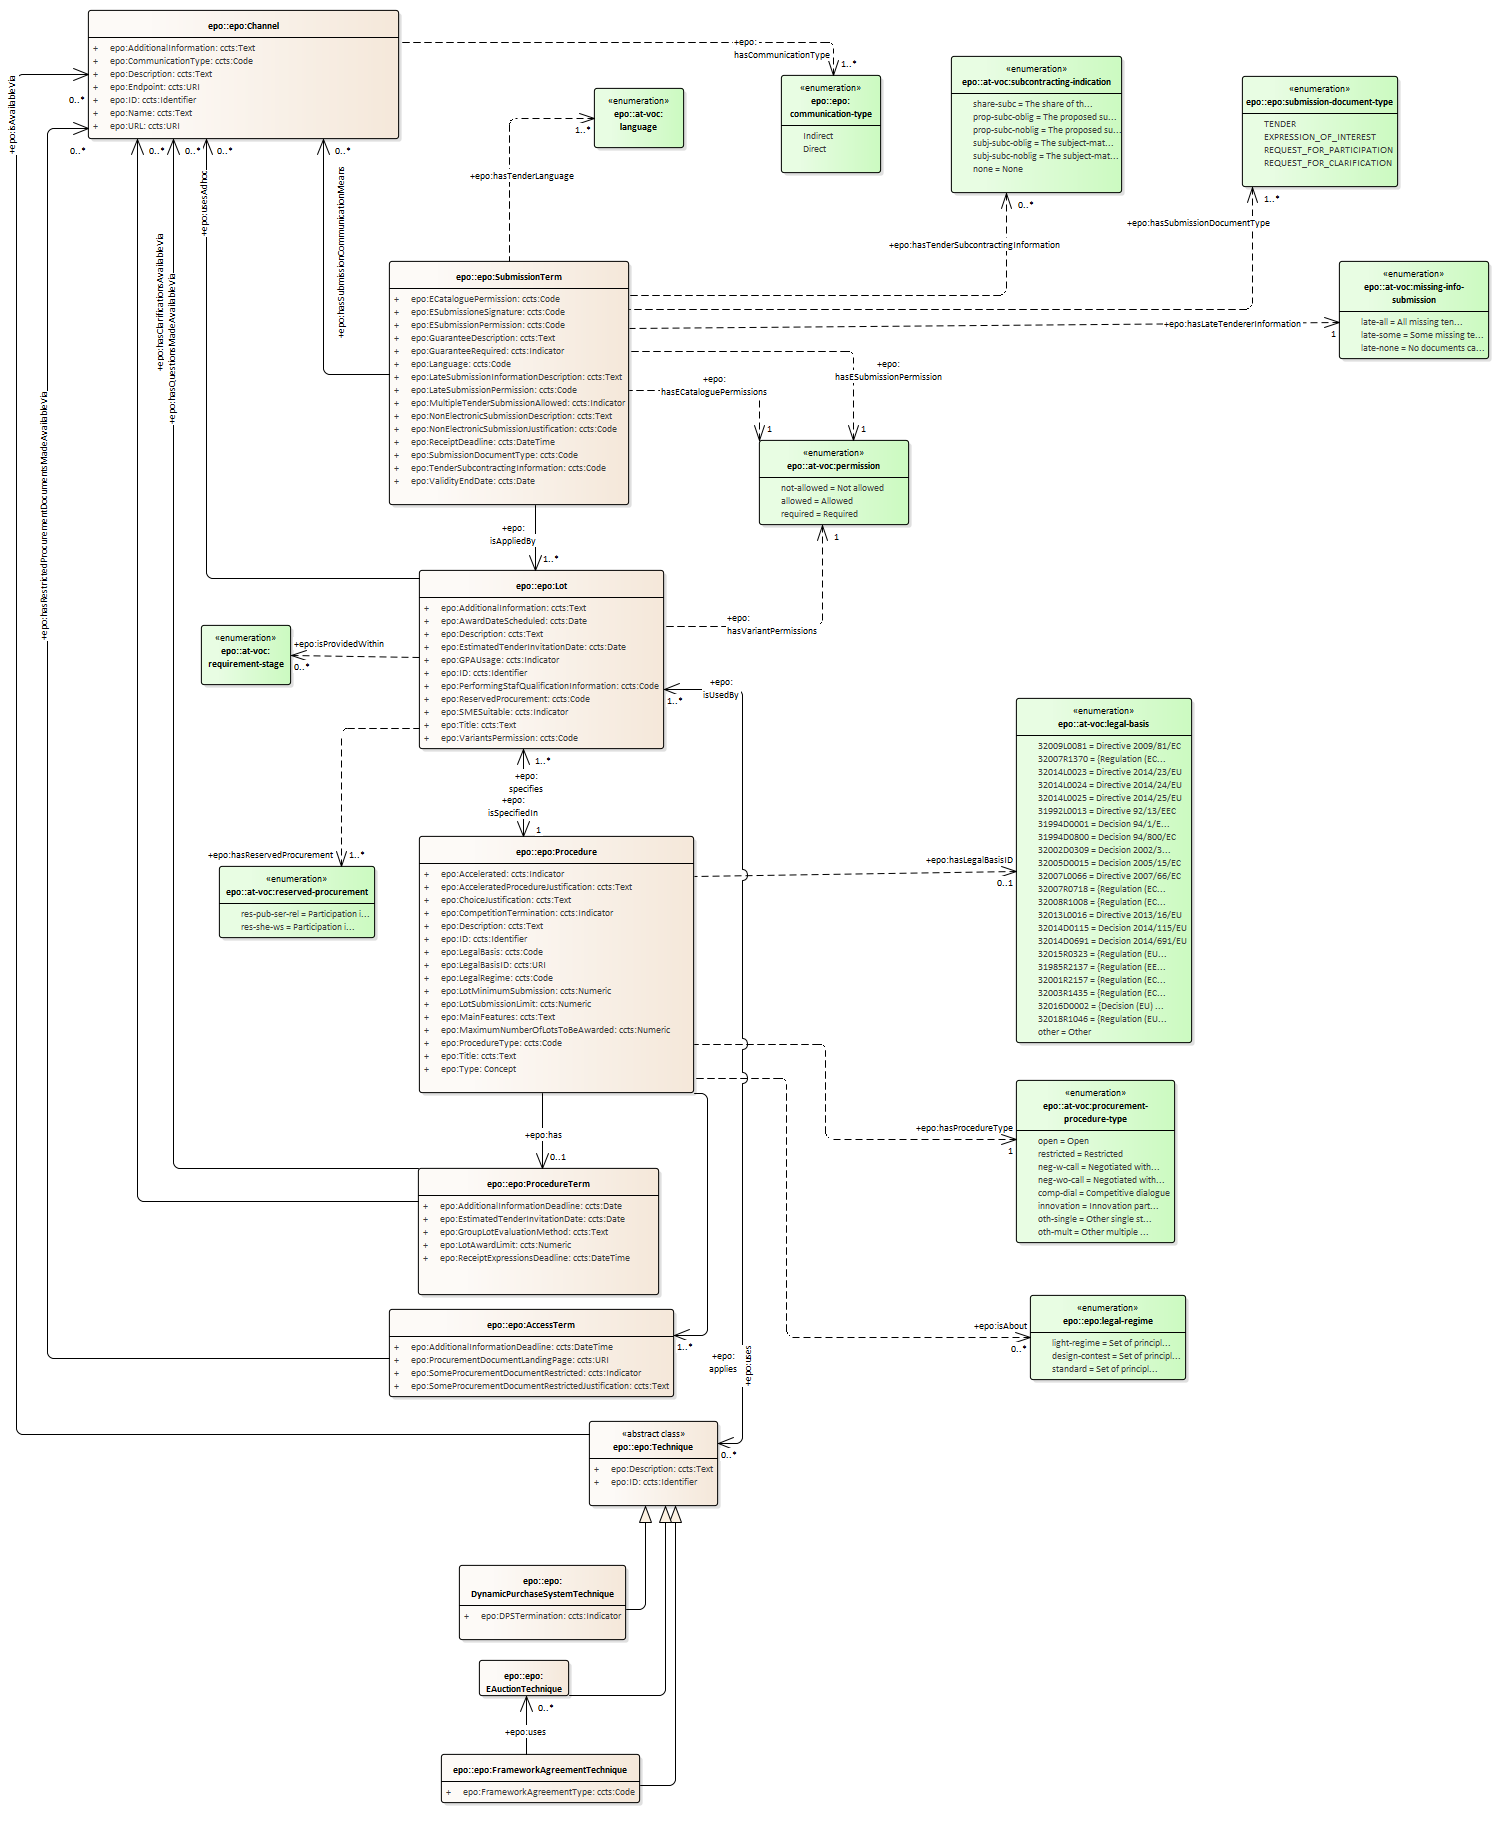 epo::epo:Channel
+ epo:AdditionalInformation: ccts:Text
+ epo:CommunicationType: ccts:Code
+ epo:Description: ccts:Text
+ epo:Endpoint: ccts:URI
+ epo:ID: ccts:Identifier
+ epo:Name: ccts:Text
+ epo:URL: ccts:URI
+epo:isAvailableVia
0..*
0..*
0..*
0..*
0..*
0..*
+epo:hasRestrictedProcurementDocumentsMadeAvailableVia
+epo:hasClarificationsAvailableVia
+epo:hasQuestionsMadeAvailableVia
+epo:usesAdhoc
+epo:hasSubmissionCommunicationMeans
+epo:
hasCommunicationType
1..*
«enumeration»
epo::at-voc:
language
1..*
+epo:hasTenderLanguage
«enumeration»
epo::epo:
communication-type
Indirect
Direct
«enumeration»
epo::at-voc:subcontracting-indication
share-subc = The share of th...
prop-subc-oblig = The proposed su...
prop-subc-noblig = The proposed su...
subj-subc-oblig = The subject-mat...
subj-subc-noblig = The subject-mat...
none = None
0..*
+epo:hasTenderSubcontractingInformation
«enumeration»
epo::epo:submission-document-type
TENDER
EXPRESSION_OF_INTEREST
REQUEST_FOR_PARTICIPATION
REQUEST_FOR_CLARIFICATION
1..*
+epo:hasSubmissionDocumentType
«enumeration»
epo::at-voc:missing-info-
submission
late-all = All missing ten...
late-some = Some missing te...
late-none = No documents ca...
+epo:hasLateTendererInformation
1
epo::epo:SubmissionTerm
+ epo:ECataloguePermission: ccts:Code
+ epo:ESubmissioneSignature: ccts:Code
+ epo:ESubmissionPermission: ccts:Code
+ epo:GuaranteeDescription: ccts:Text
+ epo:GuaranteeRequired: ccts:Indicator
+ epo:Language: ccts:Code
+ epo:LateSubmissionInformationDescription: ccts:Text
+ epo:LateSubmissionPermission: ccts:Code
+ epo:MultipleTenderSubmissionAllowed: ccts:Indicator
+ epo:NonElectronicSubmissionDescription: ccts:Text
+ epo:NonElectronicSubmissionJustification: ccts:Code
+ epo:ReceiptDeadline: ccts:DateTime
+ epo:SubmissionDocumentType: ccts:Code
+ epo:TenderSubcontractingInformation: ccts:Code
+ epo:ValidityEndDate: ccts:Date
+epo:
hasESubmissionPermission
1
+epo:
hasECataloguePermissions
1
«enumeration»
epo::at-voc:permission
not-allowed = Not allowed
allowed = Allowed
required = Required
1
+epo:
isAppliedBy
1..*
epo::epo:Lot
+ epo:AdditionalInformation: ccts:Text
+ epo:AwardDateScheduled: ccts:Date
+ epo:Description: ccts:Text
+ epo:EstimatedTenderInvitationDate: ccts:Date
+ epo:GPAUsage: ccts:Indicator
+ epo:ID: ccts:Identifier
+ epo:PerformingStafQualificationInformation: ccts:Code
+ epo:ReservedProcurement: ccts:Code
+ epo:SMESuitable: ccts:Indicator
+ epo:Title: ccts:Text
+ epo:VariantsPermission: ccts:Code
+epo:
hasVariantPermissions
«enumeration»
epo::at-voc:
requirement-stage
+epo:isProvidedWithin
0..*
+epo:
isUsedBy
1..*
1..*
+epo:
specifies
+epo:
isSpecifiedIn
1
+epo:hasReservedProcurement
1..*
«enumeration»
epo::at-voc:reserved-procurement
res-pub-ser-rel = Participation i...
res-she-ws = Participation i...
epo::epo:Procedure
+ epo:Accelerated: ccts:Indicator
+ epo:AcceleratedProcedureJustification: ccts:Text
+ epo:ChoiceJustification: ccts:Text
+ epo:CompetitionTermination: ccts:Indicator
+ epo:Description: ccts:Text
+ epo:ID: ccts:Identifier
+ epo:LegalBasis: ccts:Code
+ epo:LegalBasisID: ccts:URI
+ epo:LegalRegime: ccts:Code
+ epo:LotMinimumSubmission: ccts:Numeric
+ epo:LotSubmissionLimit: ccts:Numeric
+ epo:MainFeatures: ccts:Text
+ epo:MaximumNumberOfLotsToBeAwarded: ccts:Numeric
+ epo:ProcedureType: ccts:Code
+ epo:Title: ccts:Text
+ epo:Type: Concept
+epo:hasLegalBasisID
0..1
«enumeration»
epo::at-voc:legal-basis
32009L0081 = Directive 2009/81/EC
32007R1370 = {Regulation (EC...
32014L0023 = Directive 2014/23/EU
32014L0024 = Directive 2014/24/EU
32014L0025 = Directive 2014/25/EU
31992L0013 = Directive 92/13/EEC
31994D0001 = Decision 94/1/E...
31994D0800 = Decision 94/800/EC
32002D0309 = Decision 2002/3...
32005D0015 = Decision 2005/15/EC
32007L0066 = Directive 2007/66/EC
32007R0718 = {Regulation (EC...
32008R1008 = {Regulation (EC...
32013L0016 = Directive 2013/16/EU
32014D0115 = Decision 2014/115/EU
32014D0691 = Decision 2014/691/EU
32015R0323 = {Regulation (EU...
31985R2137 = {Regulation (EE...
32001R2157 = {Regulation (EC...
32003R1435 = {Regulation (EC...
32016D0002 = {Decision (EU) ...
32018R1046 = {Regulation (EU...
other = Other
+epo:hasProcedureType
1
«enumeration»
epo::at-voc:procurement-
procedure-type
open = Open
restricted = Restricted
neg-w-call = Negotiated with...
neg-wo-call = Negotiated with...
comp-dial = Competitive dialogue
innovation = Innovation part...
oth-single = Other single st...
oth-mult = Other multiple ...
+epo:has
0..1
epo::epo:ProcedureTerm
+ epo:AdditionalInformationDeadline: ccts:Date
+ epo:EstimatedTenderInvitationDate: ccts:Date
+ epo:GroupLotEvaluationMethod: ccts:Text
+ epo:LotAwardLimit: ccts:Numeric
+ epo:ReceiptExpressionsDeadline: ccts:DateTime
+epo:isAbout
0..*
«enumeration»
epo::epo:legal-regime
light-regime = Set of principl...
design-contest = Set of principl...
standard = Set of principl...
epo::epo:AccessTerm
+ epo:AdditionalInformationDeadline: ccts:DateTime
+ epo:ProcurementDocumentLandingPage: ccts:URI
+ epo:SomeProcurementDocumentRestricted: ccts:Indicator
+ epo:SomeProcurementDocumentRestrictedJustification: ccts:Text
1..*
+epo:
applies
+epo:uses
0..*
«abstract class»
epo::epo:Technique
+ epo:Description: ccts:Text
+ epo:ID: ccts:Identifier
epo::epo:
DynamicPurchaseSystemTechnique
+ epo:DPSTermination: ccts:Indicator
epo::epo:
EAuctionTechnique
0..*
+epo:uses
epo::epo:FrameworkAgreementTechnique
+ epo:FrameworkAgreementType: ccts:Code